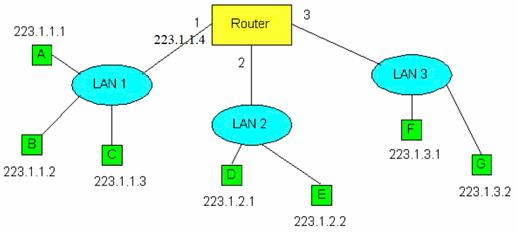 1
Router
3
223.1.1.1
223.1.1.4
A
2
LAN 1
LAN 3
LAN 2
F
B
C
G
223.1.1.2
223.1.1.3
D
223.1.3.1
E
223.1.3.2
223.1.2.1
223.1.2.2